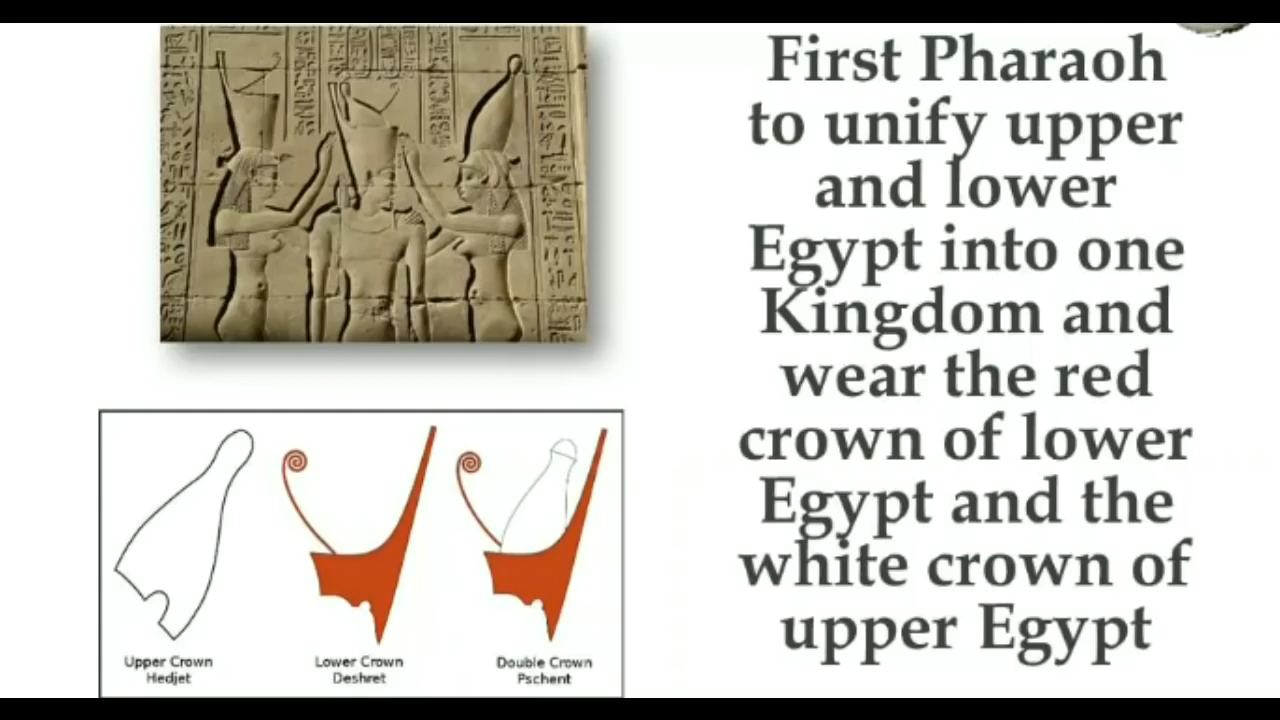 First Pharaoh
to unify upper
and lower
Egypt into one
Kingdom and
wear the red
crown of lower
Egypt and the
white crown of
upper Egypt
Upper Crown
Hedjet
Lower Crown
Deshret
Double Crown
Pschent